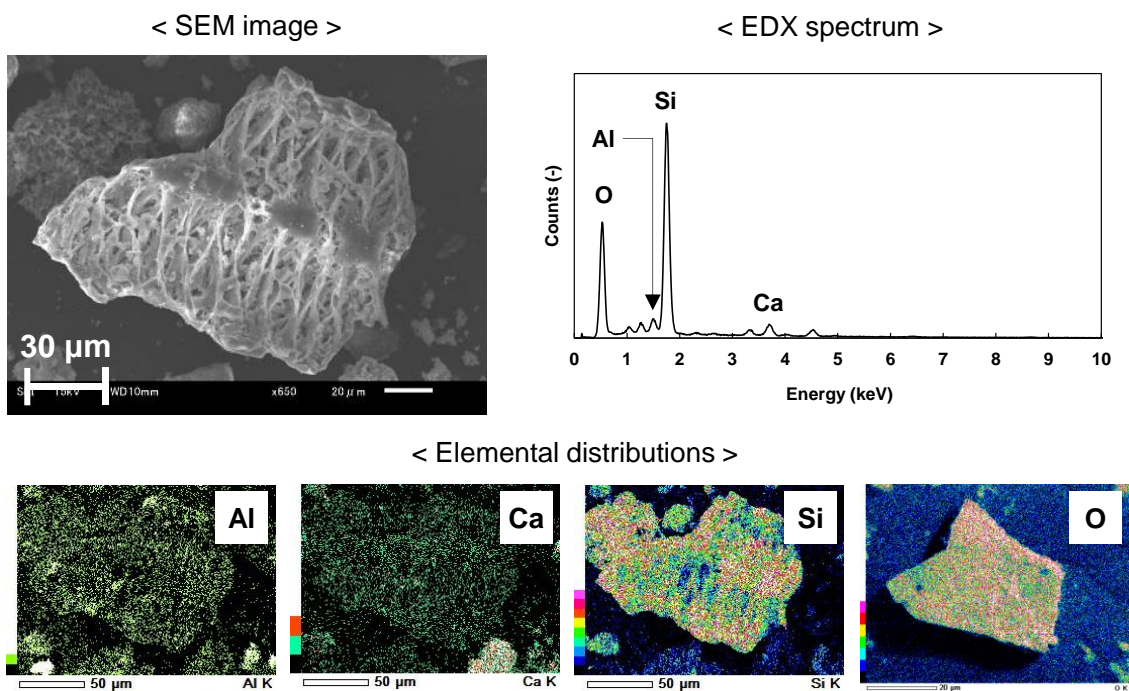 < SEM image >
< EDX spectrum >
30 µm
15kV WD10mm x650 20µm
Counts (-)
O
Al
Si
Ca
0 1 2 3 4 5 6 7 8 9 10
Energy (keV)
< Elemental distributions >
Al
50 µm Al K
Ca
50 µm Ca K
Si
50 µm Si K
O
20 µm O K